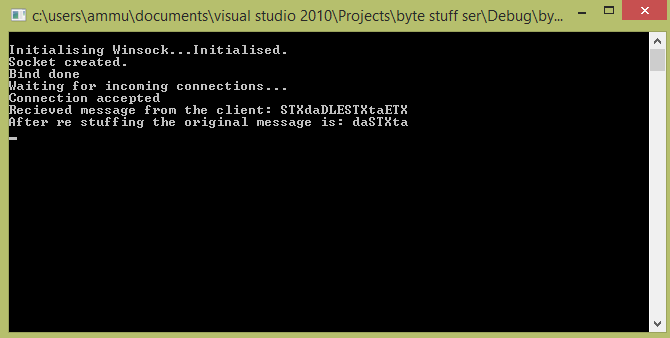 c:\users\ammu\documents\visual studio 2010\Projects\byte stuff ser\Debug\by...
Initialising Winsock...Initialised.
Socket created.
Bind done
Waiting for incoming connections...
Connection accepted
Recieved message from the client: STXdaDLESTXtaETX
After re stuffing the original message is: daSTXta